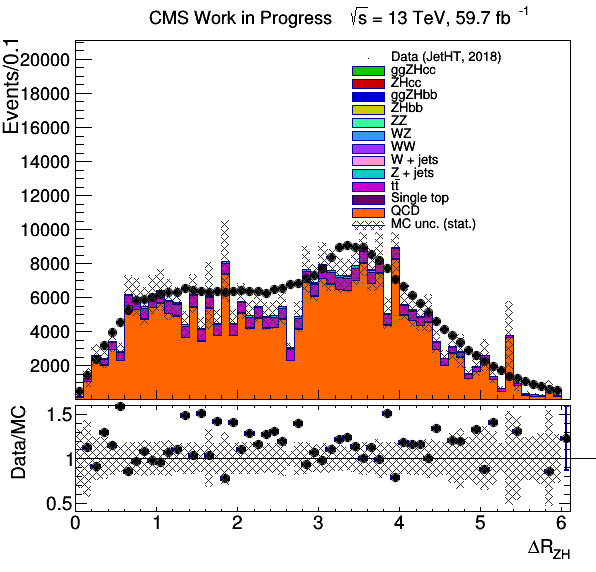 CMS Work in Progress √s = 13 TeV, 59.7 fb⁻¹
Events/0.1
20000
18000
16000
14000
12000
10000
8000
6000
4000
2000
Data (JetHT, 2018)
ggZHcc
ZHcc
ggZHbb
ZHbb
ZZ
WZ
WW
W + jets
Z + jets
tt̄
Single top
QCD
MC unc. (stat.)
Data/MC
1.5
1
0.5
0 1 2 3 4 5 6
ΔR_ZH